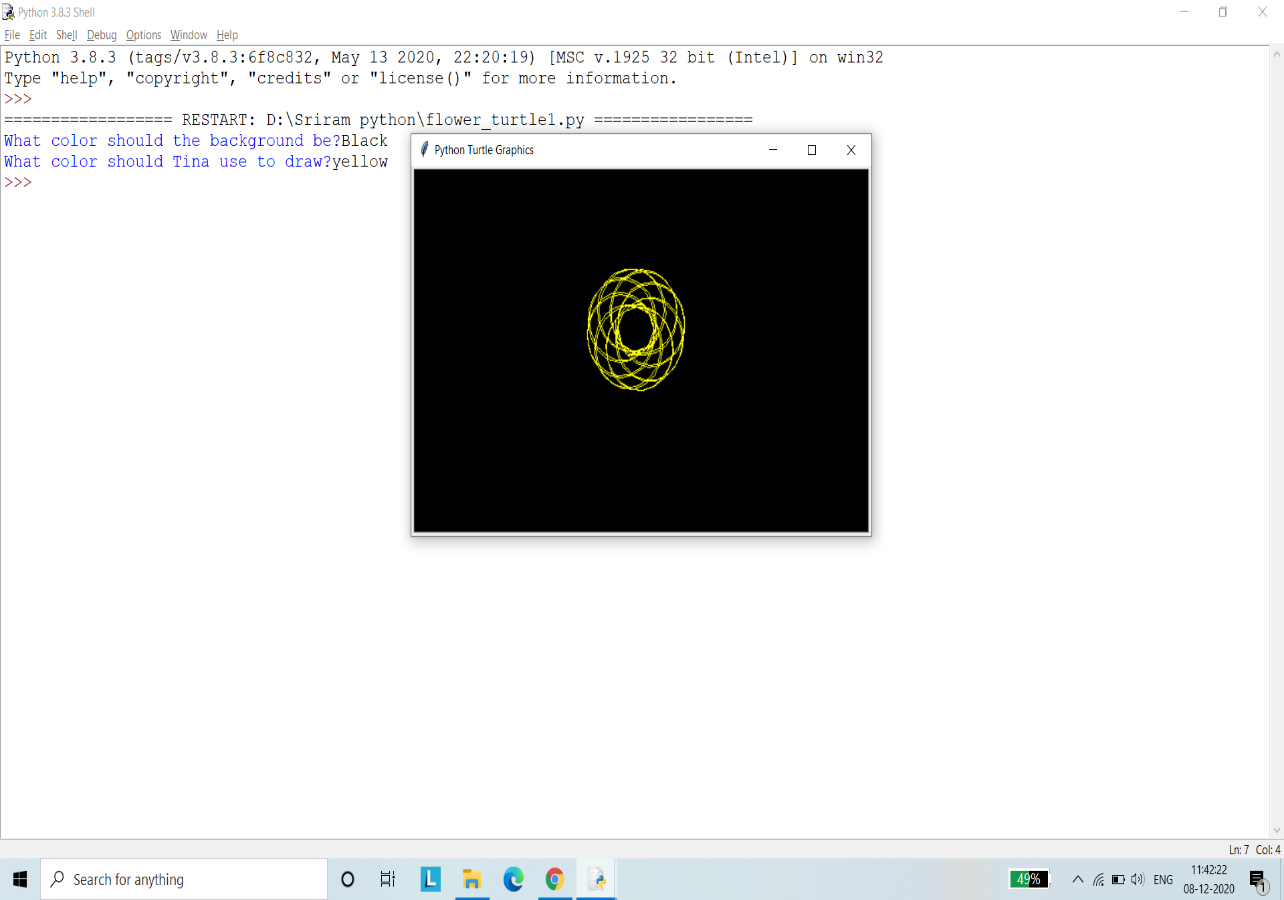 Python 3.8.3 Shell
File Edit Shell Debug Options Window Help
Python 3.8.3 (tags/v3.8.3:6f8c832, May 13 2020, 22:20:19) [MSC v.1925 32 bit (Intel)] on win32
Type "help", "copyright", "credits" or "license()" for more information.
>>>
================== RESTART: D:\Sriram python\flower_turtle1.py =================
What color should the background be?Black
What color should Tina use to draw?yellow
>>>
Python Turtle Graphics
Ln: 7 Col: 4
Search for anything
L
49%
ENG
11:42:22
08-12-2020
1